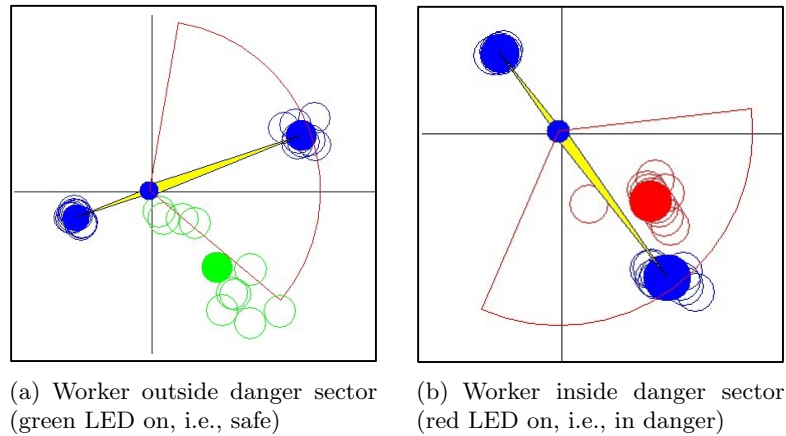 (a) Worker outside danger sector
(green LED on, i.e., safe)
(b) Worker inside danger sector
(red LED on, i.e., in danger)